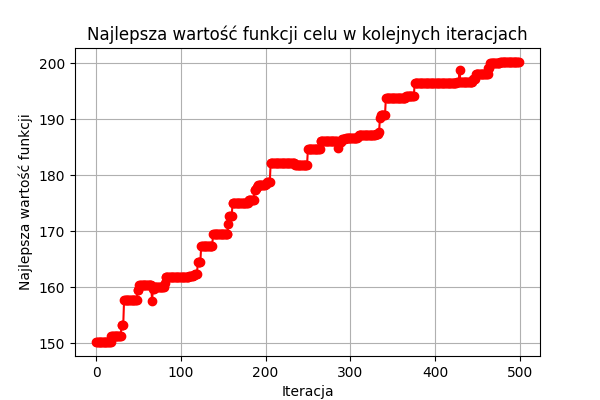 Najlepsza wartość funkcji celu w kolejnych iteracjach
200
190
180
170
160
150
Najlepsza wartość funkcji
0 100 200 300 400 500
Iteracja